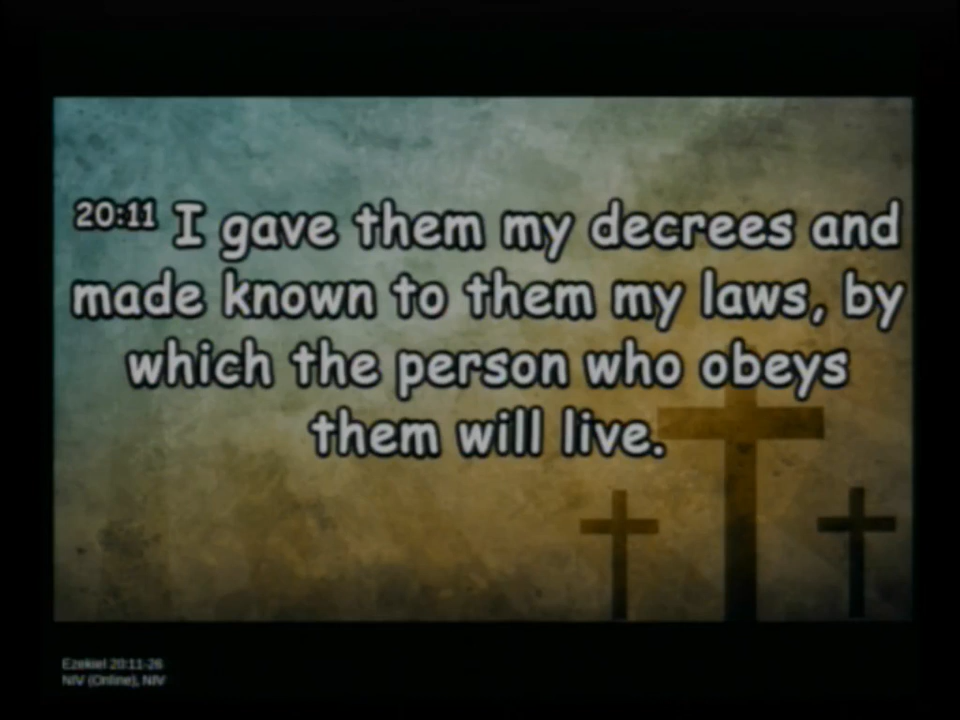 20:11 I gave them my decrees and
made known to them my laws, by
which the person who obeys
them will live.
Ezekiel 20:11-26
NIV (Online), NIV